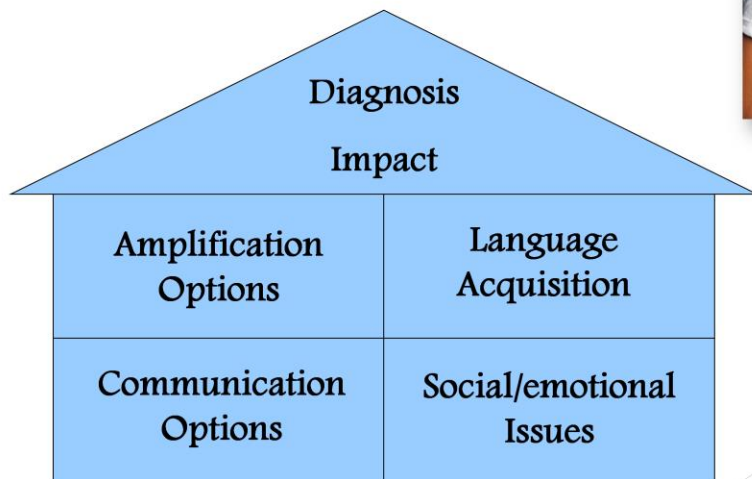 Diagnosis
Impact
Amplification
Options
Language
Acquisition
Communication
Options
Social/emotional
Issues